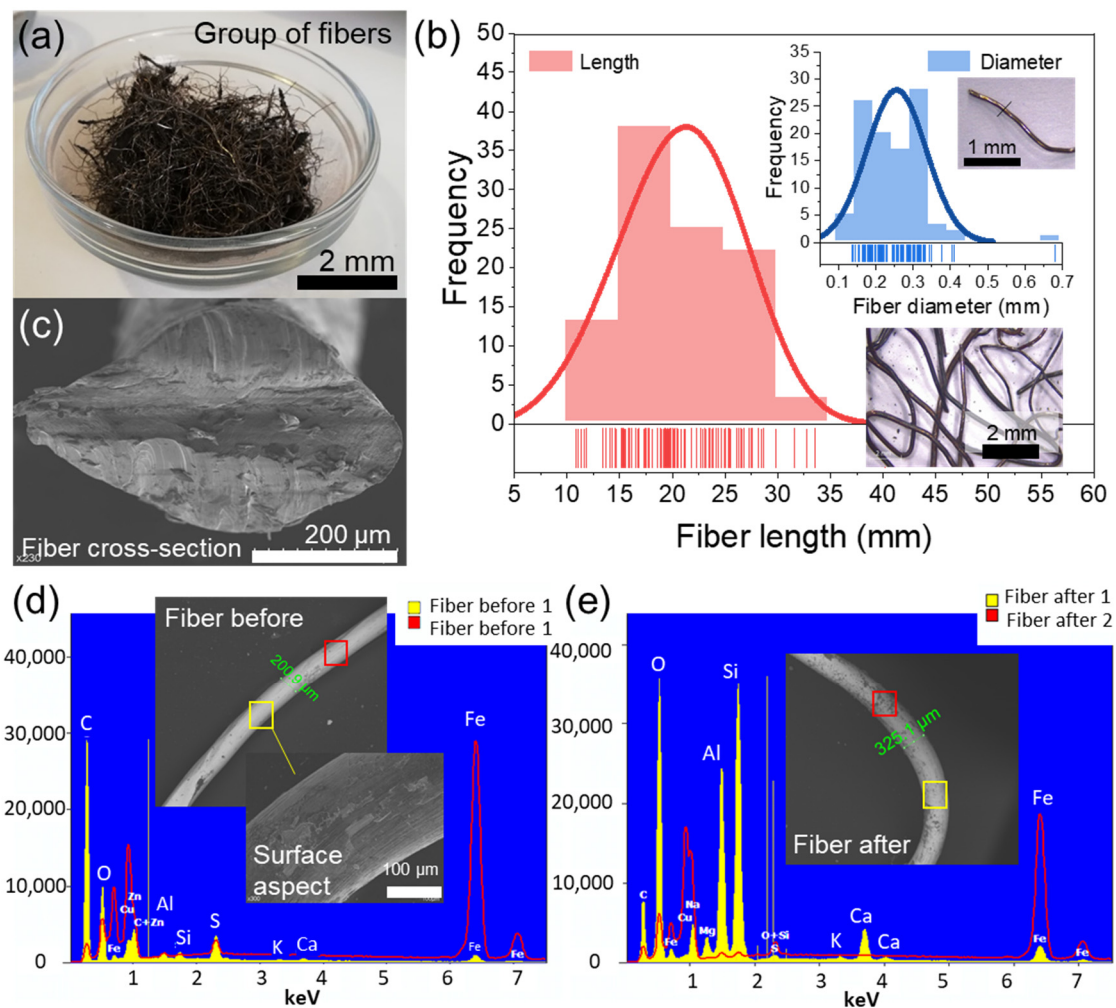 (a)
Group of fibers
2 mm
(b)
50
45
40
35
30
25
20
15
10
5
0
Frequency
Length
5 10 15 20 25 30 35 40 45 50 55 60
Fiber length (mm)
35
30
25
20
15
10
5
0
Frequency
Diameter
1 mm
0.1 0.2 0.3 0.4 0.5 0.6 0.7
Fiber diameter (mm)
2 mm
(c)
200 µm
Fiber cross-section
x230
(d)
Fiber before 1
Fiber before 1
Fiber before
200.9 µm
40,000
30,000
20,000
10,000
0
C
O
Fe
Cu
Zn
C+Zn
Al
Si
S
K
Ca
Fe
Fe
Fe
Surface
aspect
100 µm
x300
1 2 3 4 5 6 7
keV
(e)
Fiber after 1
Fiber after 2
40,000
30,000
20,000
10,000
0
O
Si
Al
325.1 µm
Fiber after
C
Fe
Cu
Na
Mg
O+Si
S
K
Ca
Ca
Fe
Fe
Fe
1 2 3 4 5 6 7
keV